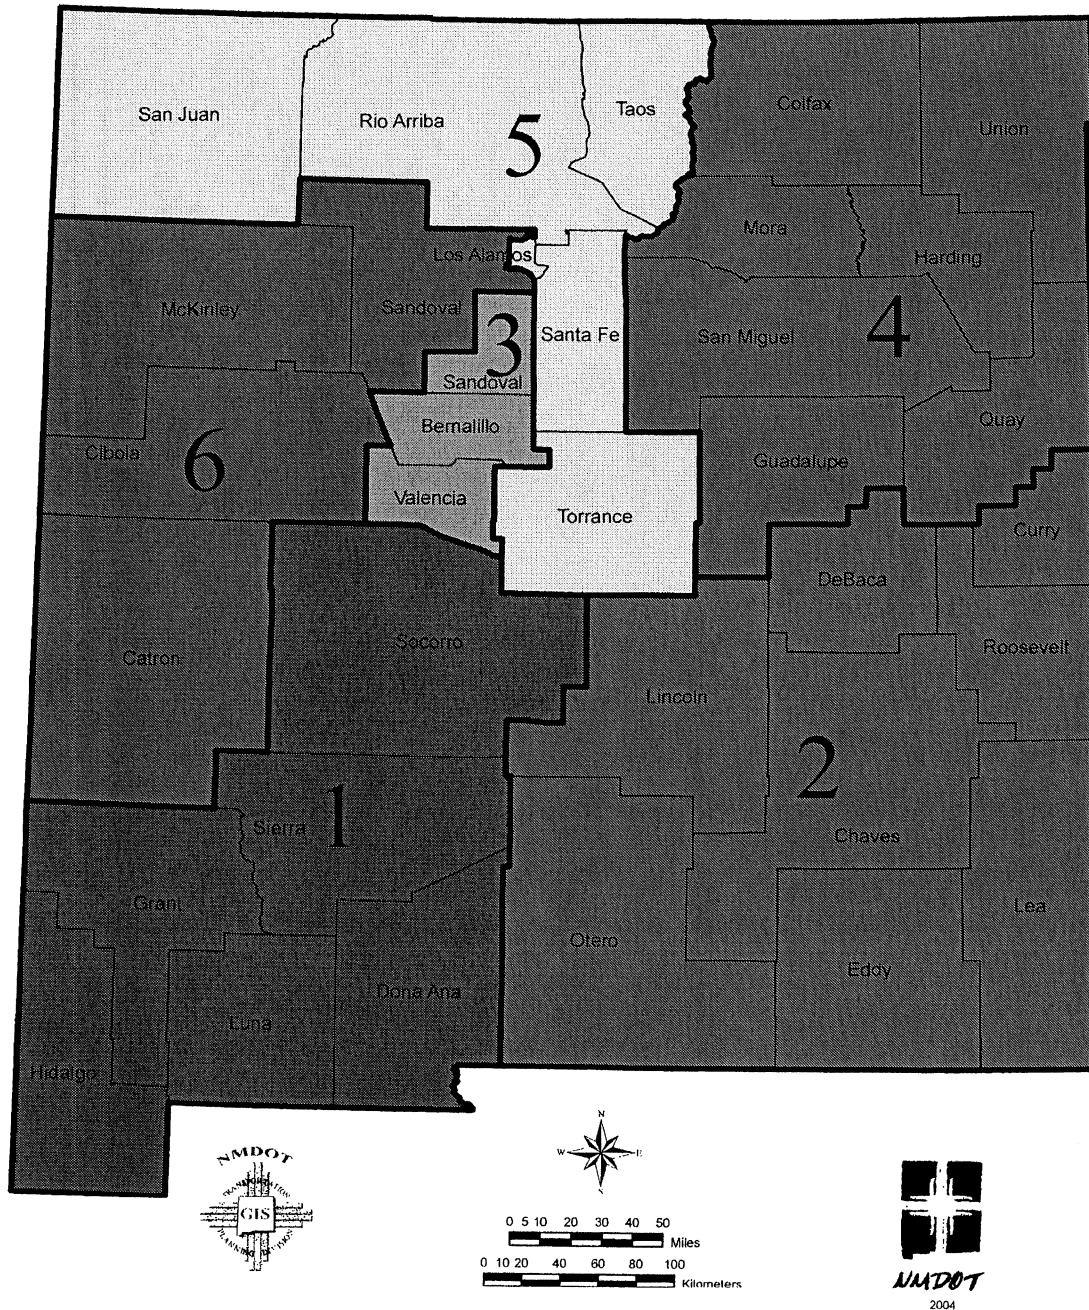 San Juan
Rio Arriba
5
Taos
Colfax
Union
Mora
Harding
Los Alamos
McKinley
Sandoval
3
Santa Fe
San Miguel
4
Sandoval
Bernalillo
Quay
Cibola
6
Guadalupe
Valencia
Torrance
Curry
DeBaca
Socorro
Roosevelt
Catron
Lincoln
2
1
Sierra
Chaves
Grant
Lea
Otero
Eddy
Dona Ana
Luna
Hidalgo
NMDOT
TRANSPORTATION
GIS
PLANNING DIVISION
N
W E
S
0 5 10 20 30 40 50
Miles
0 10 20 40 60 80 100
Kilometers
NMDOT
2004